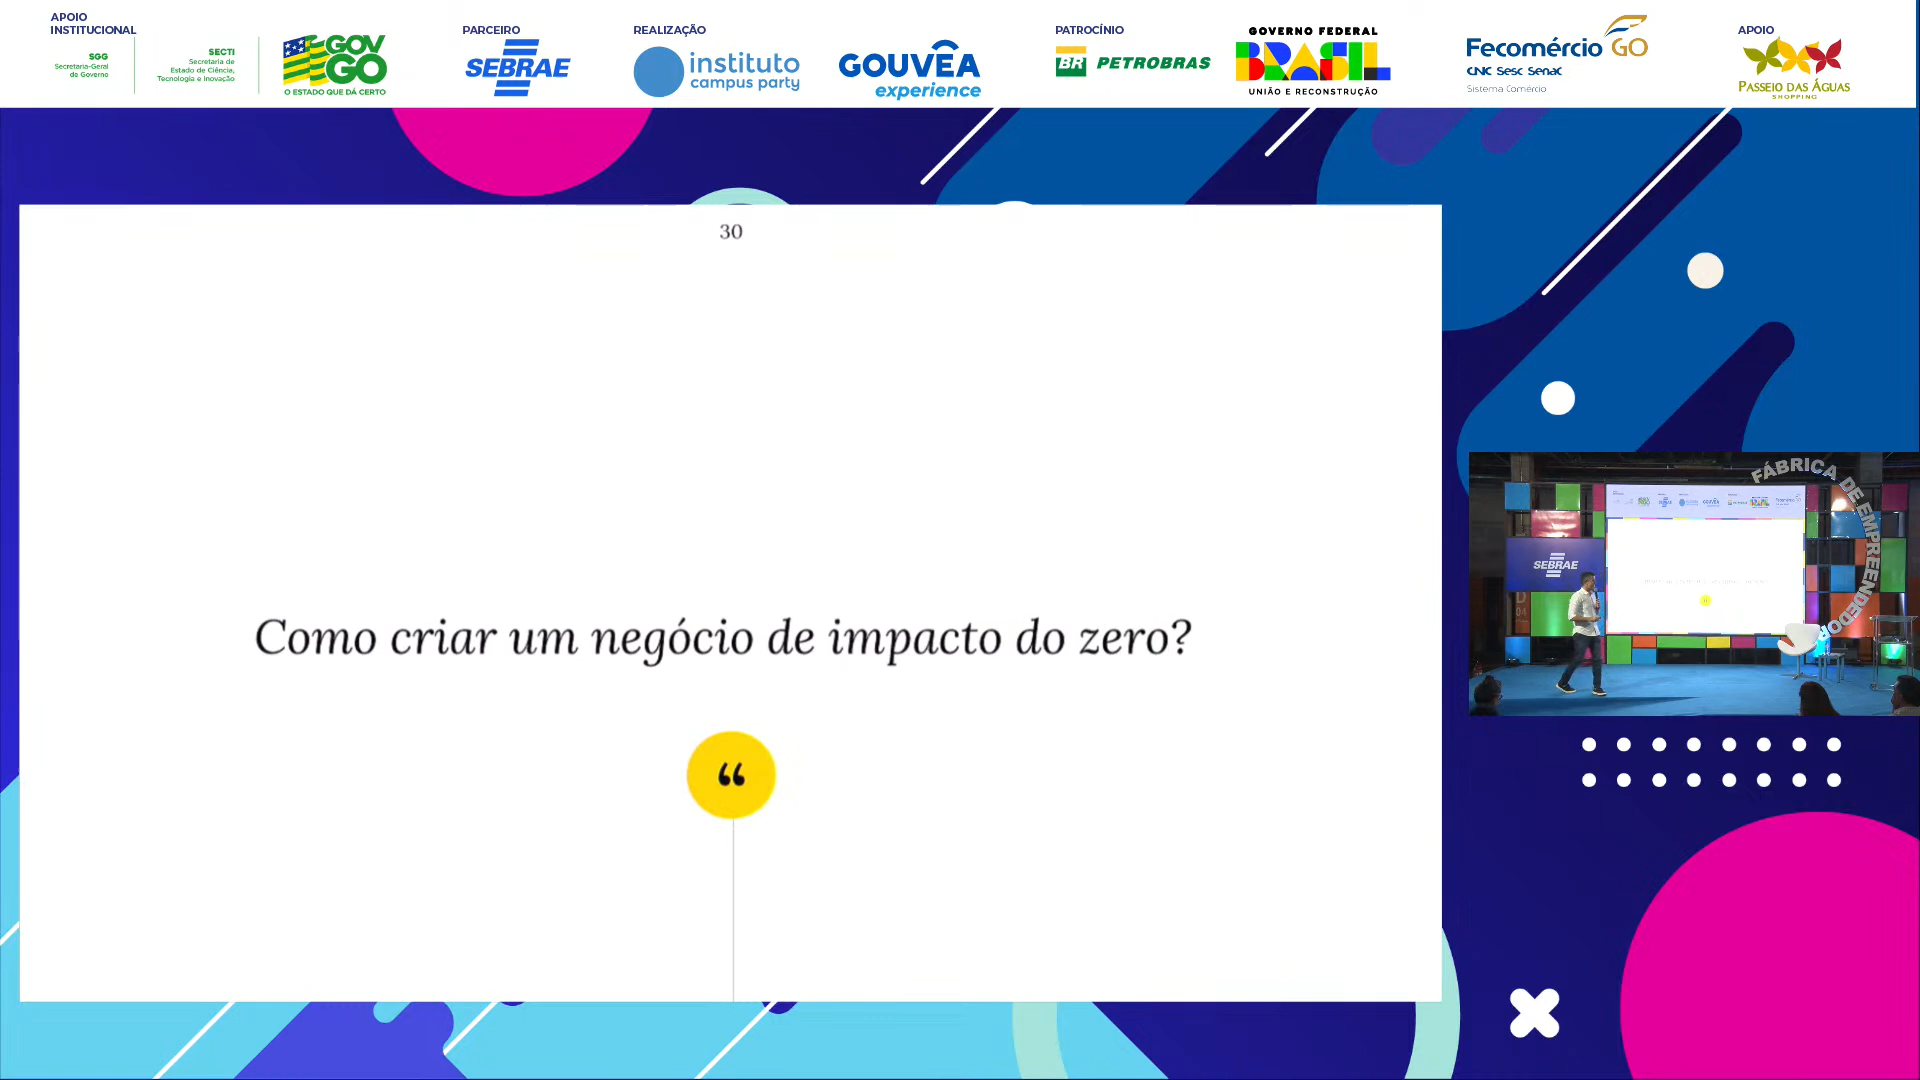 APOIO
INSTITUCIONAL
SGG
Secretaria-Geral
de Governo
SECTI
Secretaria de
Estado de Ciência,
Tecnologia e Inovação
GOV
GO
O ESTADO QUE DÁ CERTO
PARCEIRO
SEBRAE
REALIZAÇÃO
instituto
campus party
GOUVÊA
experience
PATROCÍNIO
BR PETROBRAS
GOVERNO FEDERAL
BRASIL
UNIÃO E RECONSTRUÇÃO
Fecomércio GO
CNC Sesc Senac
Sistema Comércio
APOIO
PASSEIO DAS ÁGUAS
SHOPPING
30
Como criar um negócio de impacto do zero?
“
FÁBRICA DE EMPREENDEDOR
SEBRAE